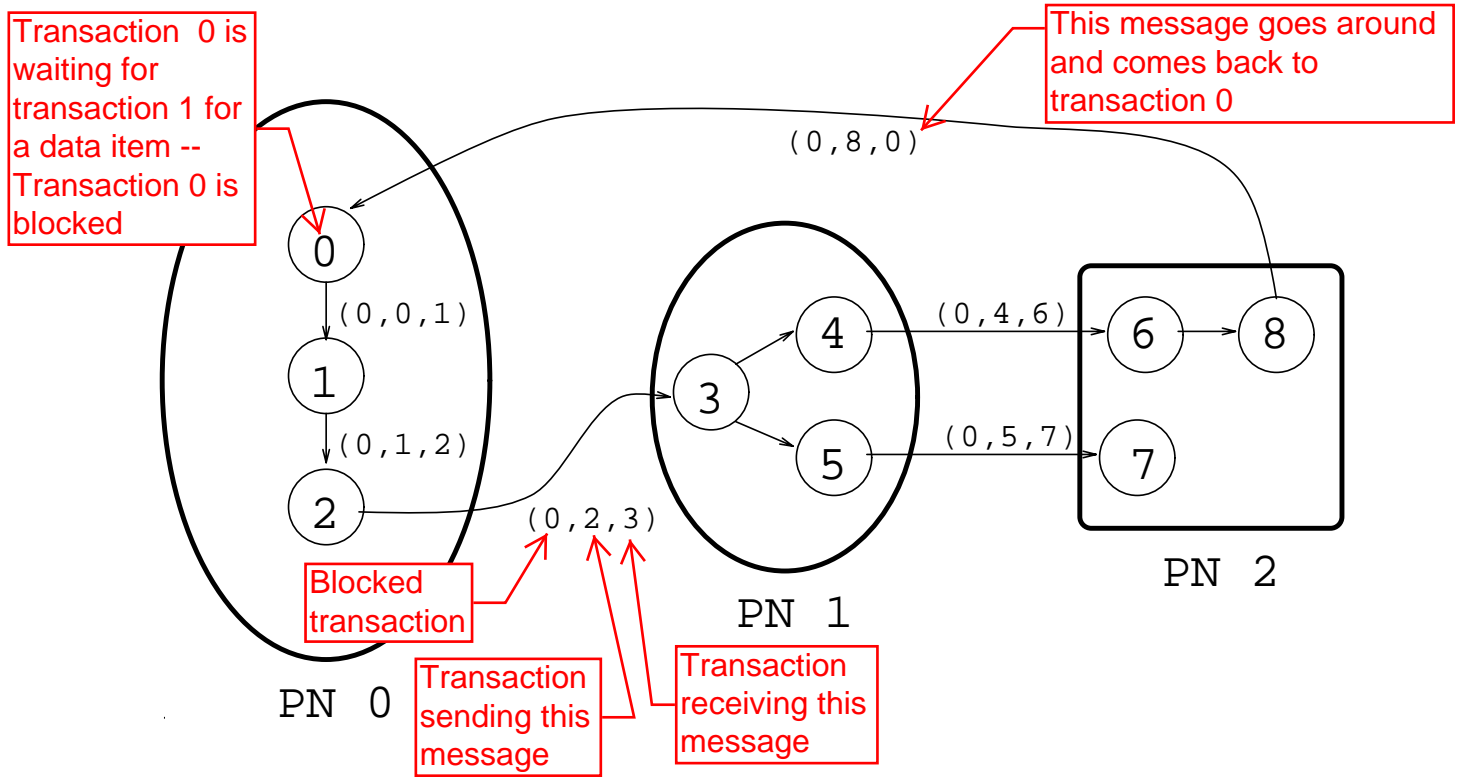 Transaction 0 is
waiting for
transaction 1 for
a data item --
Transaction 0 is
blocked
This message goes around
and comes back to
transaction 0
(0,8,0)
0
(0,0,1)
1
(0,1,2)
2
(0,2,3)
3
4
5
(0,4,6)
(0,5,7)
6
8
7
Blocked
transaction
Transaction
sending this
message
Transaction
receiving this
message
PN 0
PN 1
PN 2